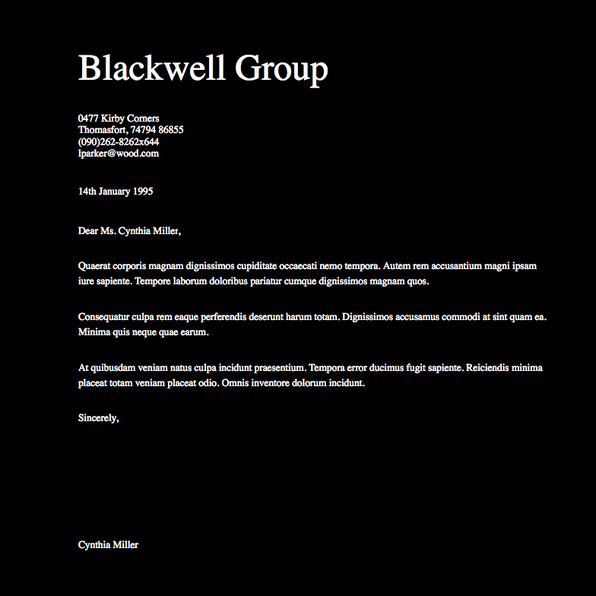 Blackwell Group
0477 Kirby Corners
Thomasfort, 74794 86855
(090)262-8262x644
lparker@wood.com
14th January 1995
Dear Ms. Cynthia Miller,
Quaerat corporis magnam dignissimos cupiditate occaecati nemo tempora. Autem rem accusantium magni ipsam
iure sapiente. Tempore laborum doloribus pariatur cumque dignissimos magnam quos.
Consequatur culpa rem eaque perferendis deserunt harum totam. Dignissimos accusamus commodi at sint quam ea.
Minima quis neque quae earum.
At quibusdam veniam natus culpa incidunt praesentium. Tempora error ducimus fugit sapiente. Reiciendis minima
placeat totam veniam placeat odio. Omnis inventore dolorum incidunt.
Sincerely,
Cynthia Miller